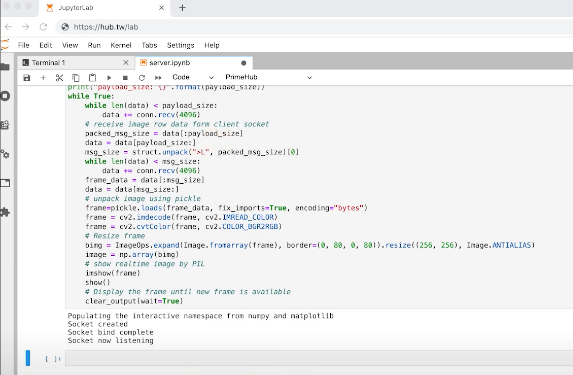 JupyterLab
https://hub.tw/lab
File Edit View Run Kernel Tabs Settings Help
Terminal 1
server.ipynb
Code PrimeHub
print("payload_size: {}".format(payload_size))
while True:
    while len(data) < payload_size:
        data += conn.recv(4096)
    # receive image row data form client socket
    packed_msg_size = data[:payload_size]
    data = data[payload_size:]
    msg_size = struct.unpack(">L", packed_msg_size)[0]
    while len(data) < msg_size:
        data += conn.recv(4096)
    frame_data = data[:msg_size]
    data = data[msg_size:]
    # unpack image using pickle
    frame=pickle.loads(frame_data, fix_imports=True, encoding="bytes")
    frame = cv2.imdecode(frame, cv2.IMREAD_COLOR)
    frame = cv2.cvtColor(frame, cv2.COLOR_BGR2RGB)
    # Resize frame
    bimg = ImageOps.expand(Image.fromarray(frame), border=(0, 80, 0, 80)).resize((256, 256), Image.ANTIALIAS)
    image = np.array(bimg)
    # show realtime image by PIL
    imshow(frame)
    show()
    # Display the frame until new frame is available
    clear_output(wait=True)
Populating the interactive namespace from numpy and matplotlib
Socket created
Socket bind complete
Socket now listening
[ ]: